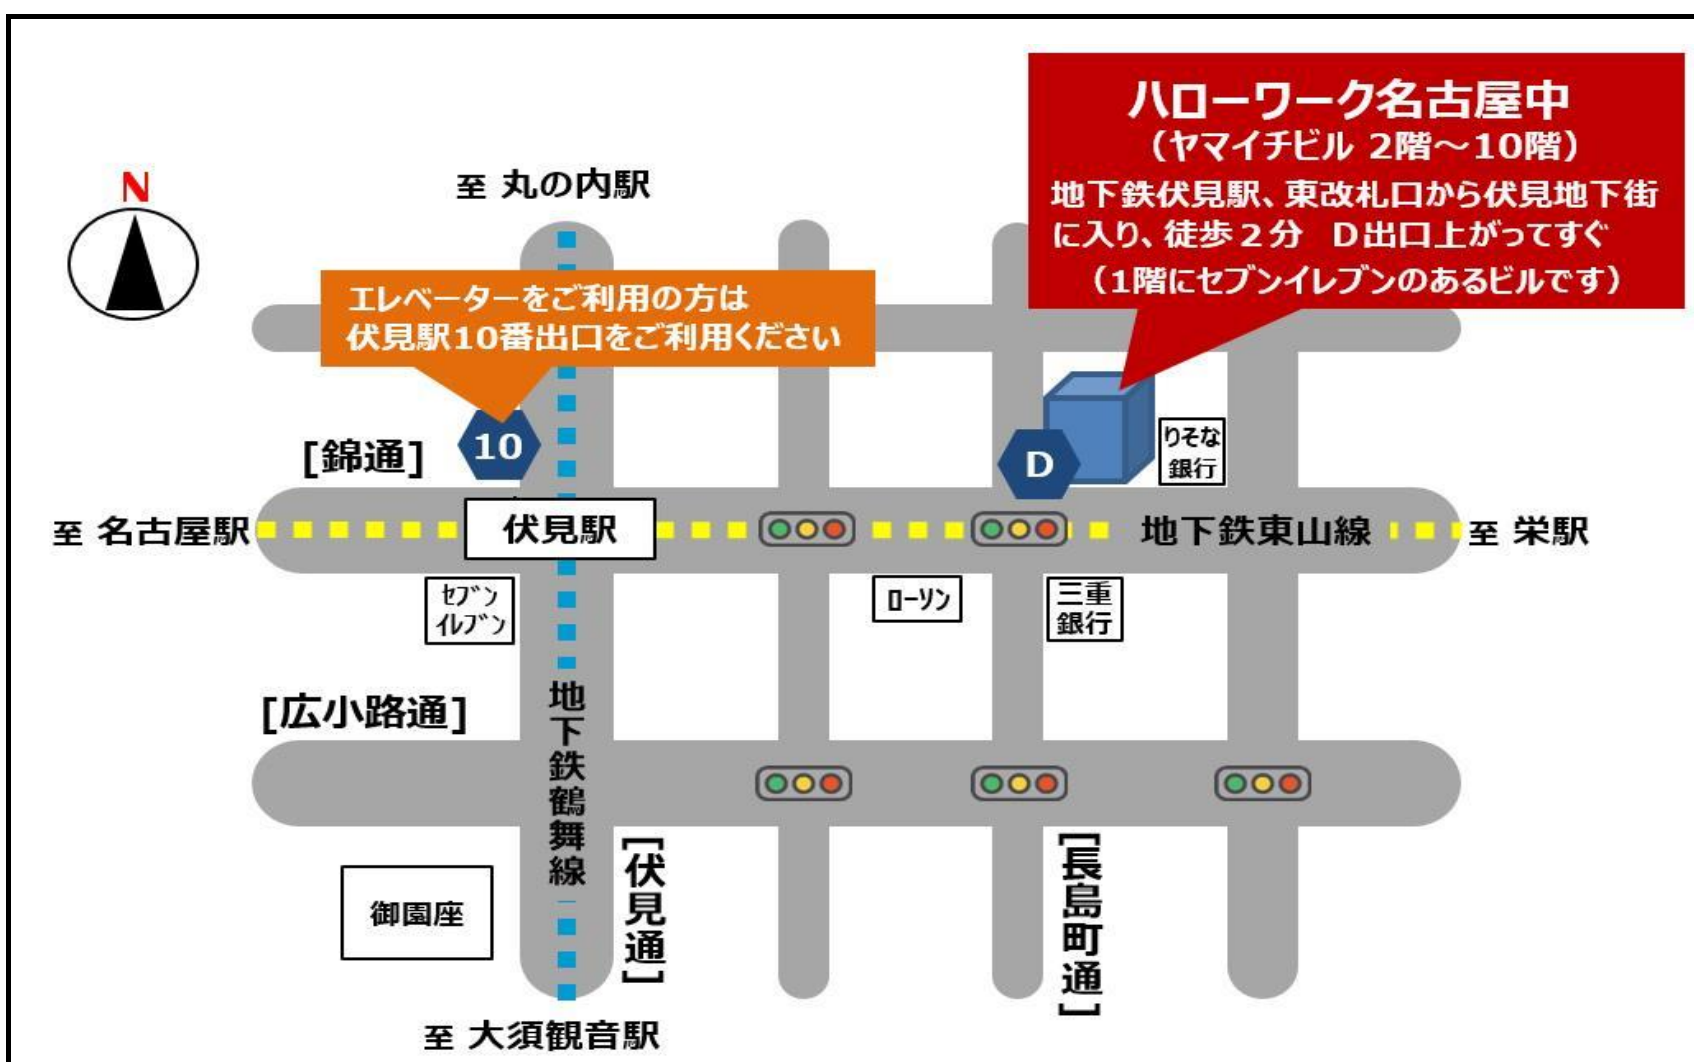 ハローワーク名古屋中
（ヤマイチビル 2階～10階）
地下鉄伏見駅、東改札口から伏見地下街
に入り、徒歩２分　D出口上がってすぐ
（1階にセブンイレブンのあるビルです）
N
至 丸の内駅
エレベーターをご利用の方は
伏見駅10番出口をご利用ください
[錦通]
10
D
りそな
銀行
至 名古屋駅
伏見駅
地下鉄東山線
至 栄駅
ｾﾌﾞﾝ
ｲﾚﾌﾞﾝ
ﾛｰｿﾝ
三重
銀行
[広小路通]
地下鉄鶴舞線
御園座
[伏見通]
[長島町通]
至 大須観音駅